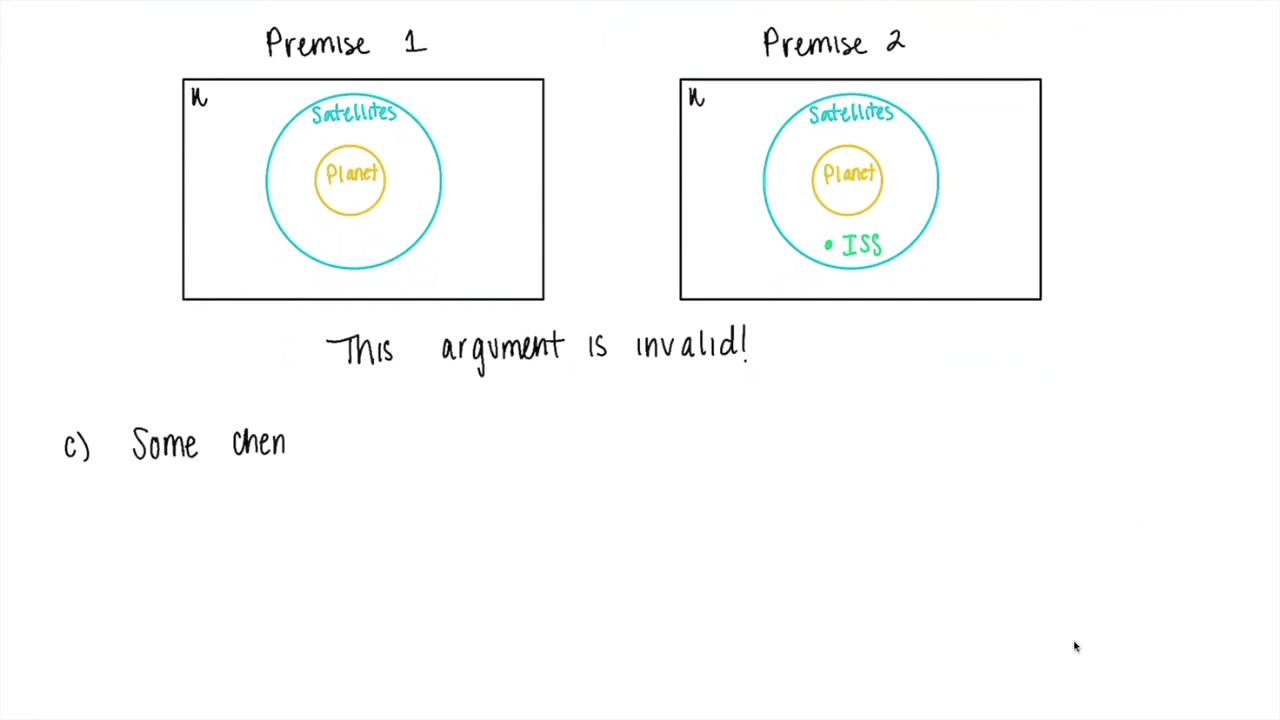 Premise 1
Premise 2
U
Satellites
Planet
U
Satellites
Planet
• ISS
This argument is invalid!
c) Some chen